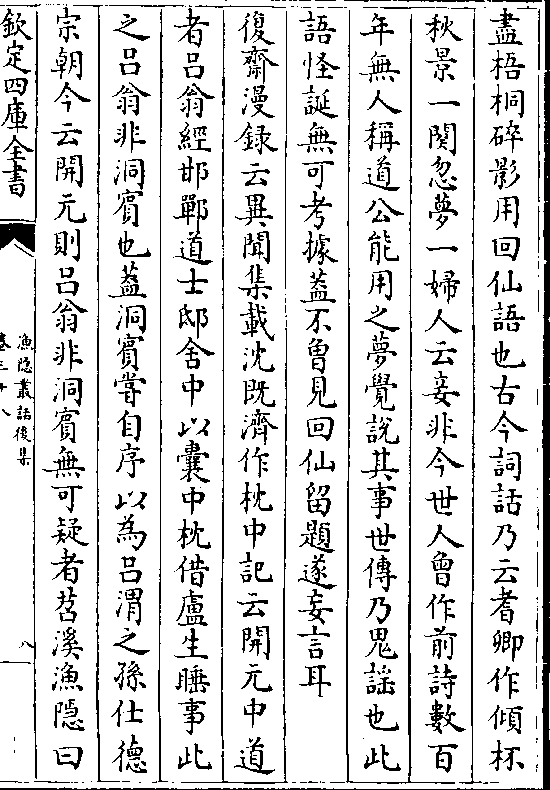 盡梧桐碎影用回仙語也古今詞話乃云耆卿作傾杯
秋景一闋忽夢一婦人云妾非今世人曾作前詩數百
年無人稱道公能用之夢覺說其事世傳乃鬼謡也此
語怪誕無可考據葢不曾見回仙留題遂妄言耳
復齋漫録云異聞集載沈既濟作枕中記云開元中道
者吕翁經邯鄲道士邸舍中以囊中枕借盧生睡事此
之吕翁非洞賓也葢洞賓嘗自序以為吕渭之孫仕德
宗朝今云開元則吕翁非洞賓無可疑者苕溪漁隱曰
欽定四庫全書
漁隱叢話後集
卷三十八
八